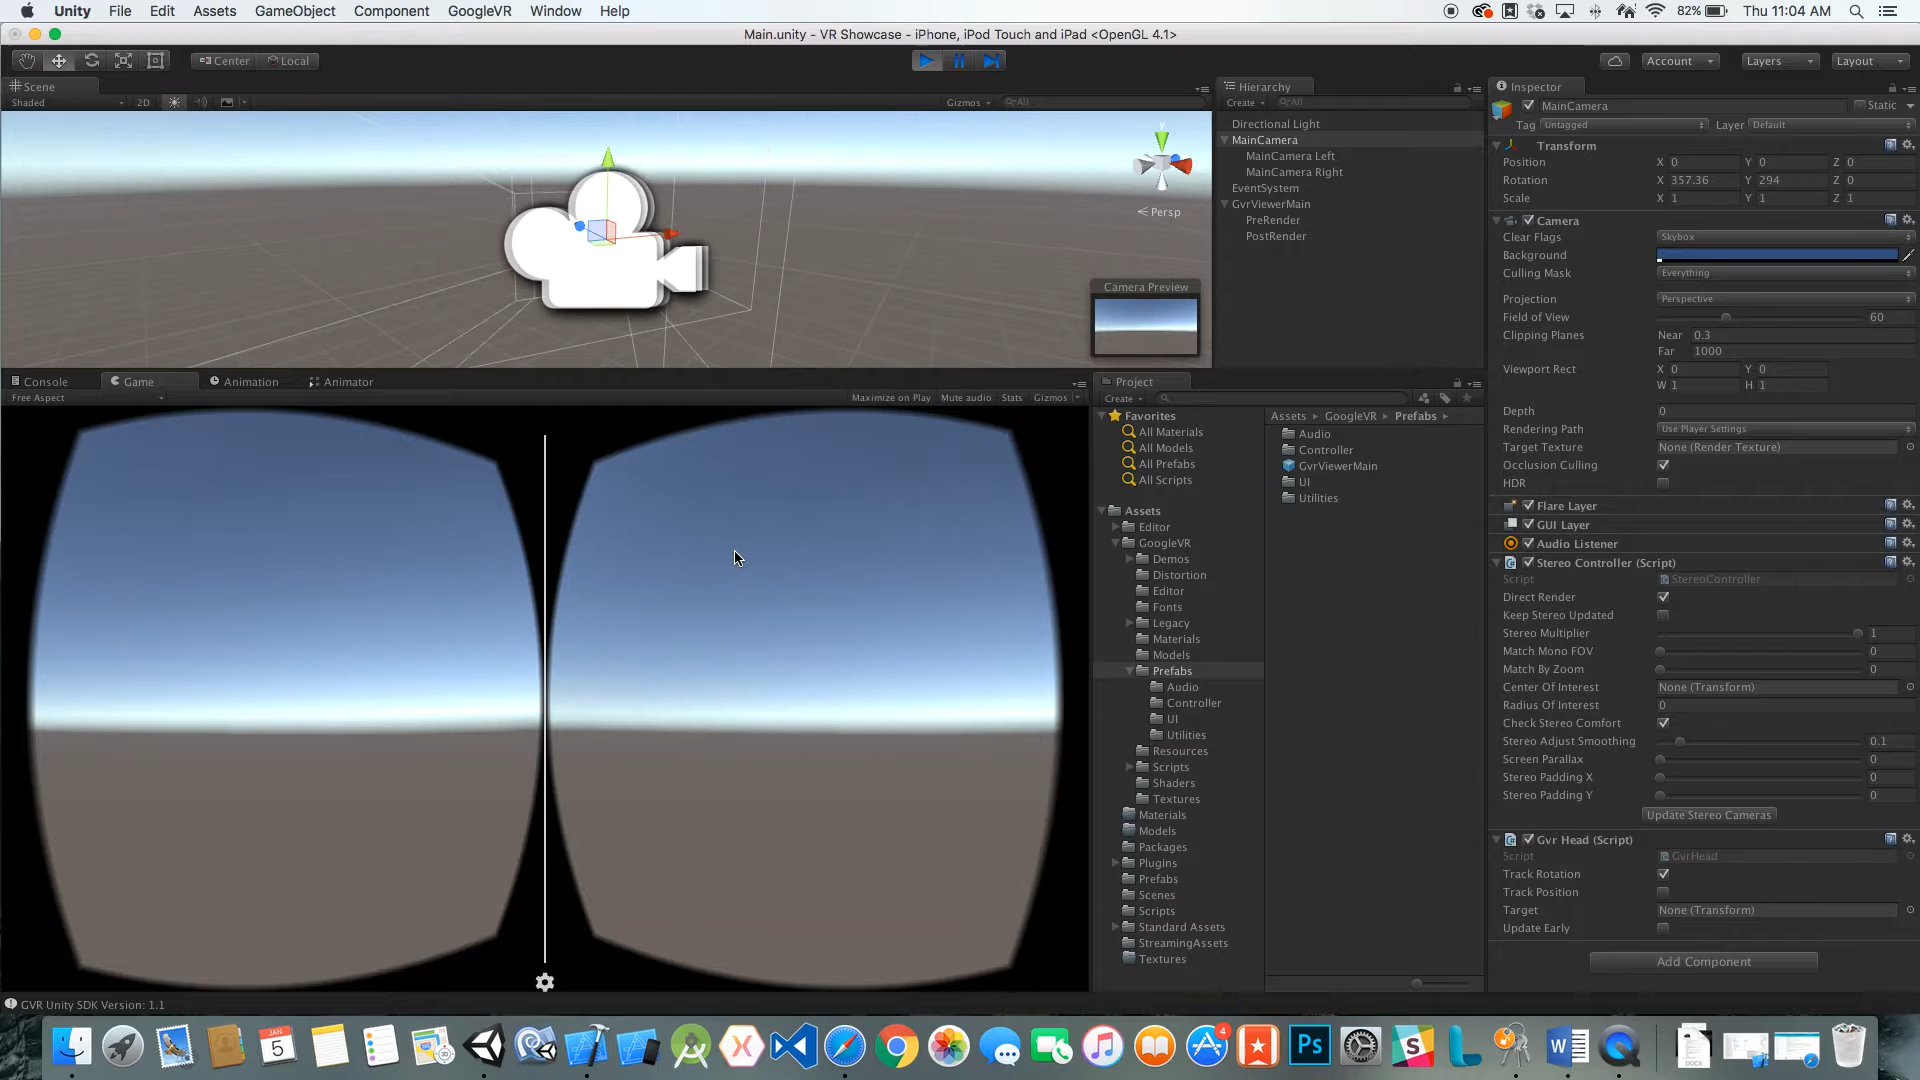 Unity File Edit Assets GameObject Component GoogleVR Window Help 82% Thu 11:04 AM
Main.unity - VR Showcase - iPhone, iPod Touch and iPad <OpenGL 4.1>
Center Local Account Layers Layout
Scene
Shaded 2D Gizmos All
Persp
Camera Preview
Hierarchy
Create All
Directional Light
MainCamera
MainCamera Left
MainCamera Right
EventSystem
GvrViewerMain
PreRender
PostRender
Inspector
MainCamera Static
Tag Untagged Layer Default
Transform
Position X 0 Y 0 Z 0
Rotation X 357.36 Y 294 Z 0
Scale X 1 Y 1 Z 1
Camera
Clear Flags Skybox
Background
Culling Mask Everything
Projection Perspective
Field of View 60
Clipping Planes Near 0.3
Far 1000
Viewport Rect X 0 Y 0
W 1 H 1
Depth 0
Rendering Path Use Player Settings
Target Texture None (Render Texture)
Occlusion Culling
HDR
Flare Layer
GUI Layer
Audio Listener
Stereo Controller (Script)
Script StereoController
Direct Render
Keep Stereo Updated
Stereo Multiplier 1
Match Mono FOV 0
Match By Zoom 0
Center Of Interest None (Transform)
Radius Of Interest 0
Check Stereo Comfort
Stereo Adjust Smoothing 0.1
Screen Parallax 0
Stereo Padding X 0
Stereo Padding Y 0
Update Stereo Cameras
Gvr Head (Script)
Script GvrHead
Track Rotation
Track Position
Target None (Transform)
Update Early
Add Component
Console Game Animation Animator
Free Aspect Maximize on Play Mute audio Stats Gizmos
Project
Create
Favorites
All Materials
All Models
All Prefabs
All Scripts
Assets
Editor
GoogleVR
Demos
Distortion
Editor
Fonts
Legacy
Materials
Models
Prefabs
Audio
Controller
UI
Utilities
Resources
Scripts
Shaders
Textures
Materials
Models
Packages
Plugins
Prefabs
Scenes
Scripts
Standard Assets
StreamingAssets
Textures
Assets GoogleVR Prefabs
Audio
Controller
GvrViewerMain
UI
Utilities
GVR Unity SDK Version: 1.1
JAN
5
4
Ps
S
W
DOCX